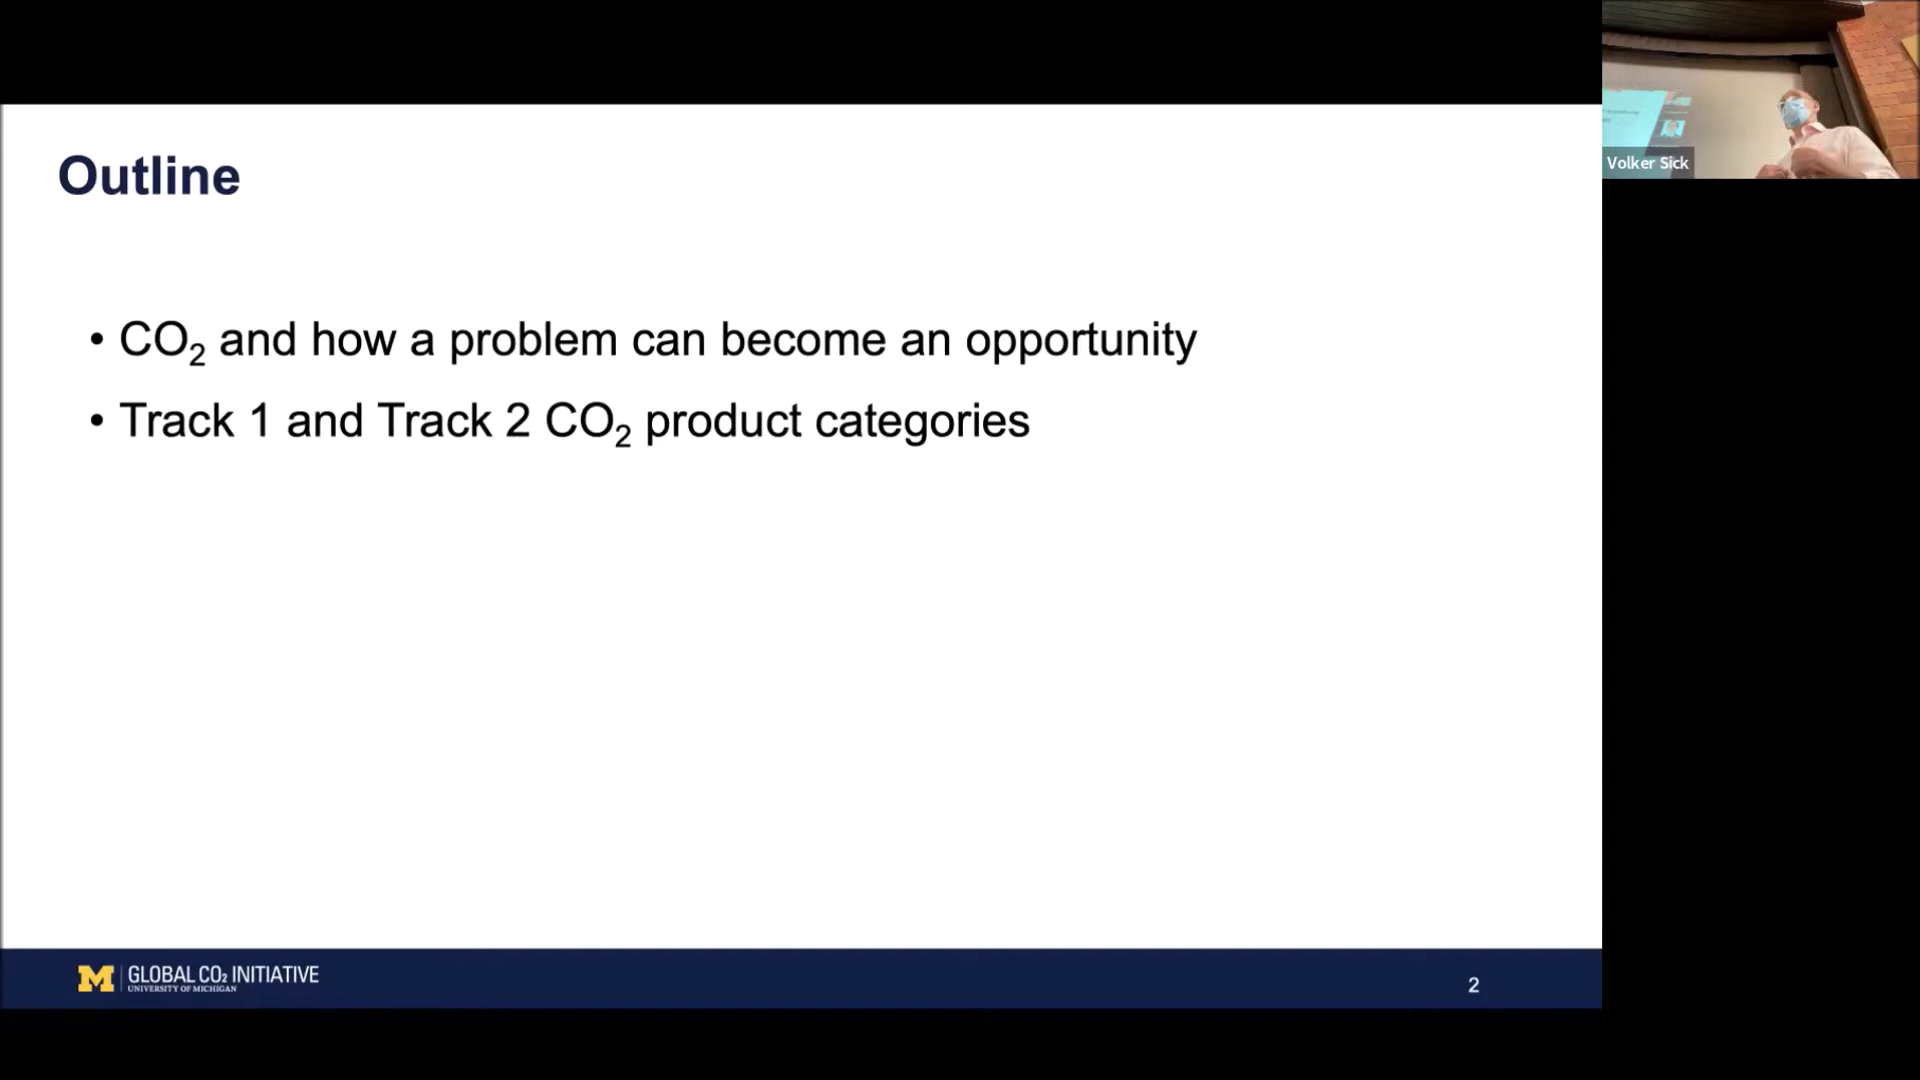 Outline
• CO₂ and how a problem can become an opportunity
• Track 1 and Track 2 CO₂ product categories
M GLOBAL CO₂ INITIATIVE
UNIVERSITY OF MICHIGAN
2
Volker Sick